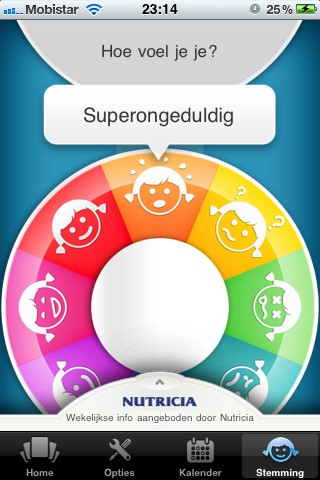 Mobistar 23:14 25%
Hoe voel je je?
Superongeduldig
? ?
NUTRICIA
Wekelijkse info aangeboden door Nutricia
Home Opties Kalender Stemming